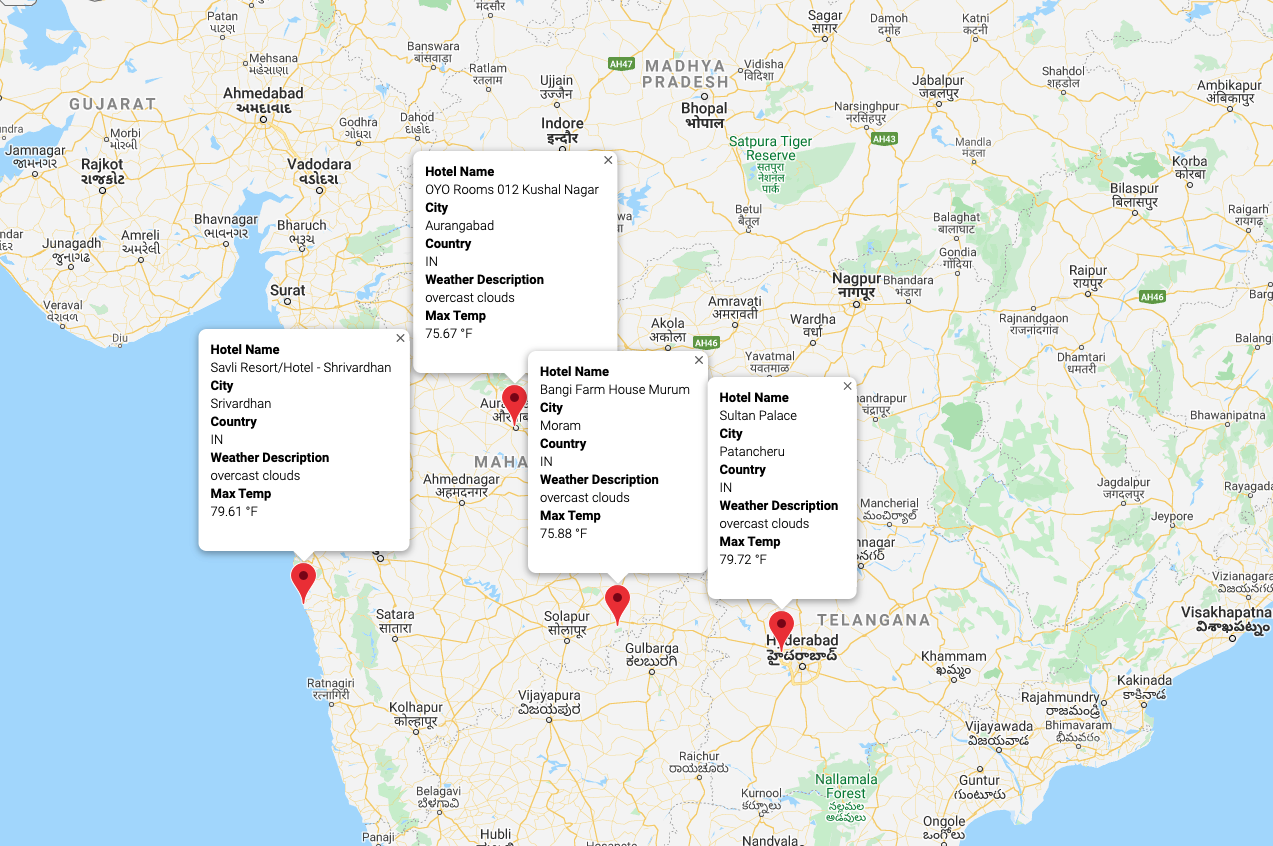 Patan
પાટણ
मंदसौर
Sagar
सागर
Damoh
दमोह
Katni
कटनी
Mehsana
મહેસાણા
Banswara
बांसवाड़ा
Ratlam
रतलाम
AH47
MADHYA
PRADESH
Vidisha
विदिशा
Shahdol
शहडोल
Ujjain
उज्जैन
Jabalpur
जबलपुर
Ambikapur
अंबिकापुर
GUJARAT
Ahmedabad
અમદાવાદ
Bhopal
भोपाल
Narsinghpur
नरसिंहपुर
Godhra
ગોધરા
Dahod
દાહોદ
Indore
इन्दौर
Morbi
મોરબી
AH43
Satpura Tiger
Reserve
सतपुरा
नेशनल
पार्क
Mandla
मंडला
Jamnagar
જામનગર
Rajkot
રાજકોટ
Vadodara
વડોદરા
Korba
कोरबा
Bilaspur
बिलासपुर
Hotel Name
OYO Rooms 012 Kushal Nagar
City
Aurangabad
Country
IN
Weather Description
overcast clouds
Max Temp
75.67 °F
Betul
बैतूल
Balaghat
बालाघाट
Raigarh
रायगढ़
Bhavnagar
ભાવનગર
Bharuch
ભરૂચ
Amreli
અમરેલી
Junagadh
જુનાગઢ
Gondia
गोंदिया
Raipur
रायपुर
Nagpur
नागपूर
Bhandara
भंडारा
AH46
Surat
Veraval
વેરાવળ
Diu
Amravati
अमरावती
Akola
अकोला
Wardha
वर्धा
AH46
Rajnandgaon
राजनांदगांव
Yavatmal
यवतमाळ
Dhamtari
धमतरी
Hotel Name
Savli Resort/Hotel - Shrivardhan
City
Srivardhan
Country
IN
Weather Description
overcast clouds
Max Temp
79.61 °F
Hotel Name
Bangi Farm House Murum
City
Moram
Country
IN
Weather Description
overcast clouds
Max Temp
75.88 °F
Hotel Name
Sultan Palace
City
Patancheru
Country
IN
Weather Description
overcast clouds
Max Temp
79.72 °F
Bhawanipatna
MAHA
Ahmednagar
अहमदनगर
Jagdalpur
जगदलपुर
Rayagada
Mancherial
మంచిర్యాల్
Jeypore
Satara
सातारा
Solapur
सोलापूर
TELANGANA
Hyderabad
హైదరాబాద్
Visakhapatna
విశాఖపట్నం
Gulbarga
ಕಲಬುರಗಿ
Khammam
ఖమ్మం
Ratnagiri
रत्नागिरी
Kolhapur
कोल्हापूर
Vijayapura
ವಿಜಯಪುರ
Kakinada
కాకినాడ
Rajahmundry
రాజమండ్రి
Vijayawada
విజయవాడ
Bhimavaram
భీమవరం
Raichur
ರಾಯಚೂರು
Guntur
గుంటూరు
Nallamala
Forest
నల్లమల
అడవులు
Kurnool
కర్నూలు
Belagavi
ಬೆಳಗಾವಿ
Ongole
ఒంగోలు
Hubli
Panaji
Nandyala